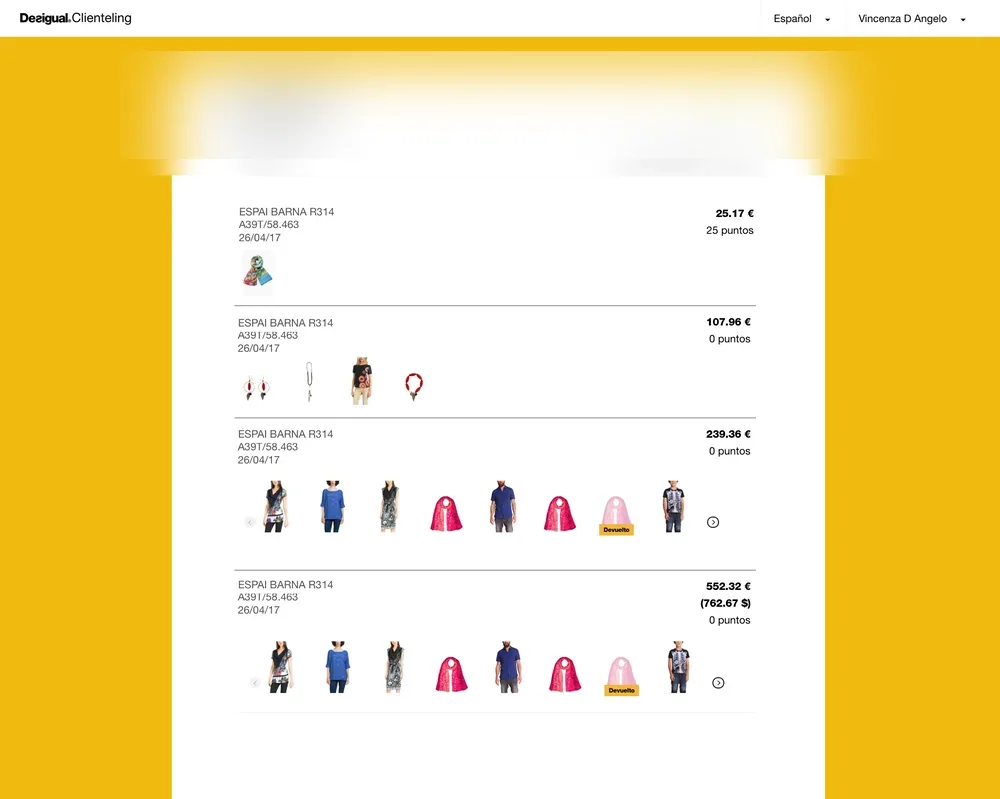 Desigual. Clienteling
Español
Vincenza D Angelo
ESPAI BARNA R314
25.17 €
A39T/58.463
25 puntos
26/04/17
ESPAI BARNA R314
107.96 €
A39T/58.463
0 puntos
26/04/17
ESPAI BARNA R314
239.36 €
A39T/58.463
0 puntos
26/04/17
Devuelto
ESPAI BARNA R314
552.32 €
A39T/58.463
(762.67 $)
26/04/17
0 puntos
Devuelto